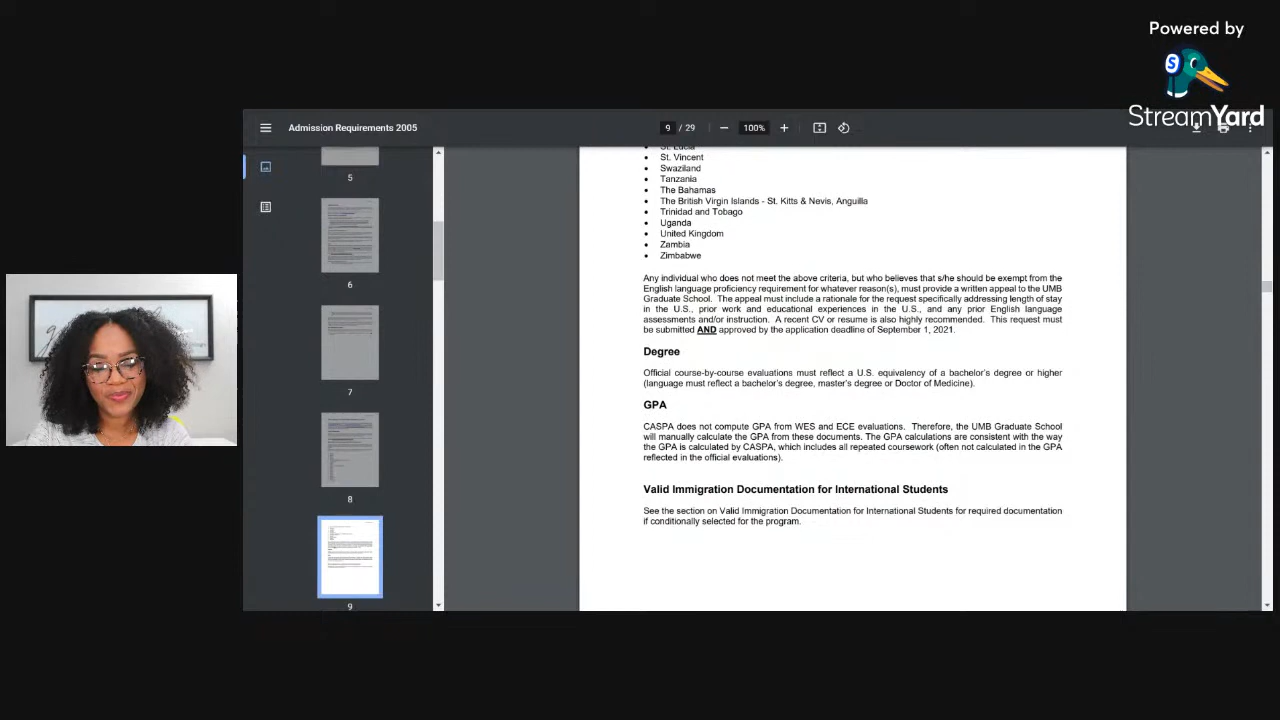 Powered by
StreamYard
Admission Requirements 2005
9 / 29
100%
5
6
7
8
9
St. Lucia
St. Vincent
Swaziland
Tanzania
The Bahamas
The British Virgin Islands - St. Kitts & Nevis, Anguilla
Trinidad and Tobago
Uganda
United Kingdom
Zambia
Zimbabwe
Any individual who does not meet the above criteria, but who believes that s/he should be exempt from the
English language proficiency requirement for whatever reason(s), must provide a written appeal to the UMB
Graduate School. The appeal must include a rationale for the request specifically addressing length of stay
in the U.S., prior work and educational experiences in the U.S., and any prior English language
assessments and/or instruction. A recent CV or resume is also highly recommended. This request must
be submitted AND approved by the application deadline of September 1, 2021.
Degree
Official course-by-course evaluations must reflect a U.S. equivalency of a bachelor's degree or higher
(language must reflect a bachelor's degree, master's degree or Doctor of Medicine).
GPA
CASPA does not compute GPA from WES and ECE evaluations. Therefore, the UMB Graduate School
will manually calculate the GPA from these documents. The GPA calculations are consistent with the way
the GPA is calculated by CASPA, which includes all repeated coursework (often not calculated in the GPA
reflected in the official evaluations).
Valid Immigration Documentation for International Students
See the section on Valid Immigration Documentation for International Students for required documentation
if conditionally selected for the program.